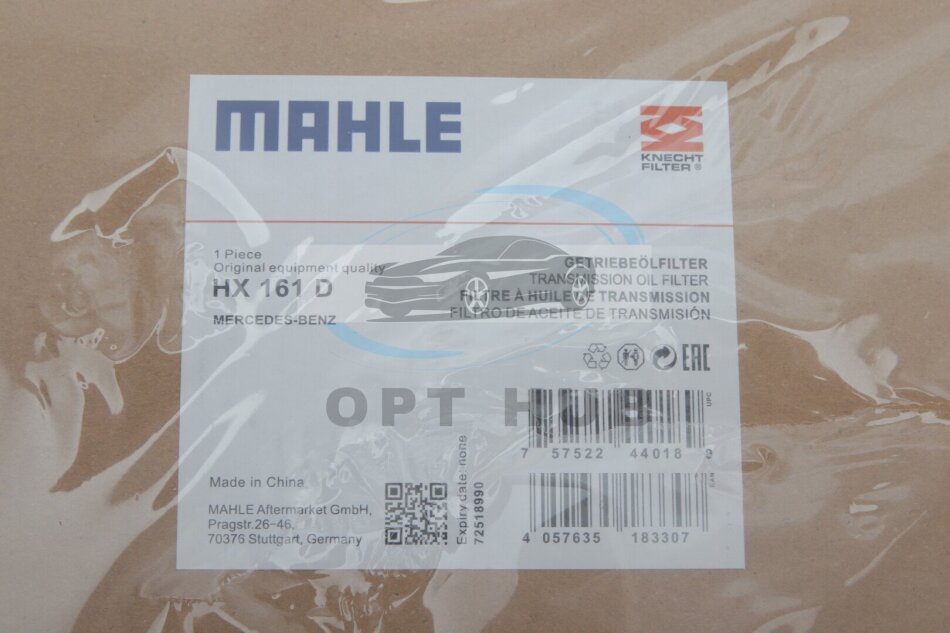 MAHLE
KNECHT
FILTER®
1 Piece
Original equipment quality
HX 161 D
MERCEDES-BENZ
GETRIEBEÖLFILTER
TRANSMISSION OIL FILTER
FILTRE À HUILE DE TRANSMISSION
FILTRO DE ACEITE DE TRANSMISIÓN
EAC
OPT HUB
UPC
7 57522 44018 9
EAN
4 057635 183307
Expiry date: none
72518990
Made in China
MAHLE Aftermarket GmbH,
Pragstr.26-46,
70376 Stuttgart, Germany